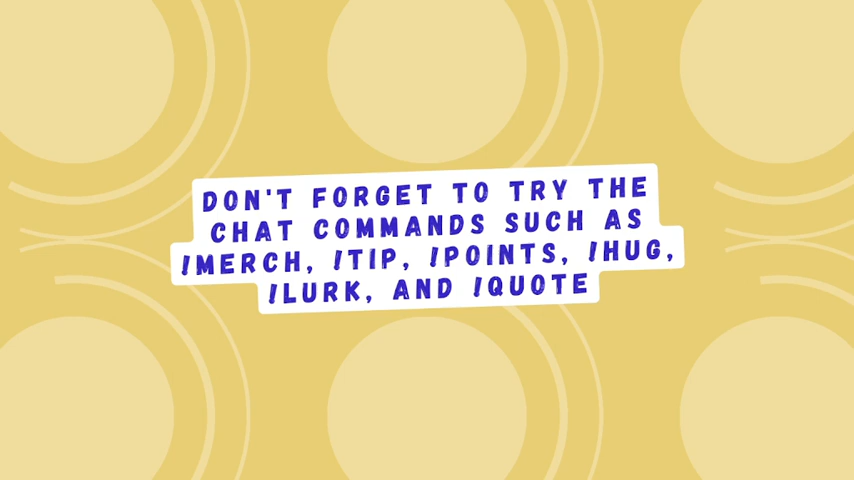 DON'T FORGET TO TRY THE
CHAT COMMANDS SUCH AS
!MERCH, !TIP, !POINTS, !HUG,
!LURK, AND !QUOTE